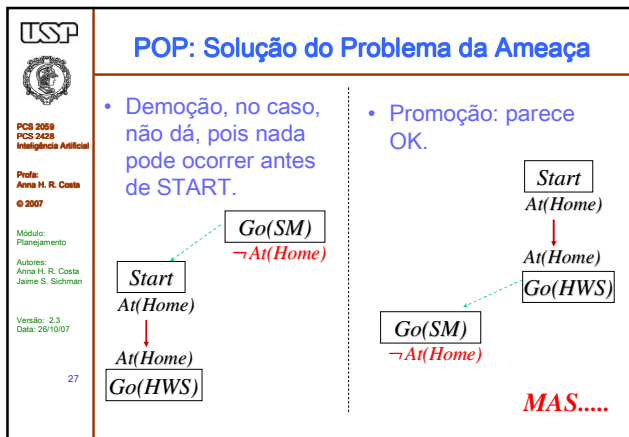 USP
POP: Solução do Problema da Ameaça
PCS 2059
PCS 2428
Inteligência Artificial
Profa:
Anna H. R. Costa
© 2007
Módulo:
Planejamento
Autores:
Anna H. R. Costa
Jaime S. Sichman
Versão: 2.3
Data: 26/10/07
27
• Demoção, no caso,
não dá, pois nada
pode ocorrer antes
de START.
Go(SM)
¬ At(Home)
Start
At(Home)
At(Home)
Go(HWS)
• Promoção: parece
OK.
Start
At(Home)
At(Home)
Go(HWS)
Go(SM)
¬ At(Home)
MAS.....